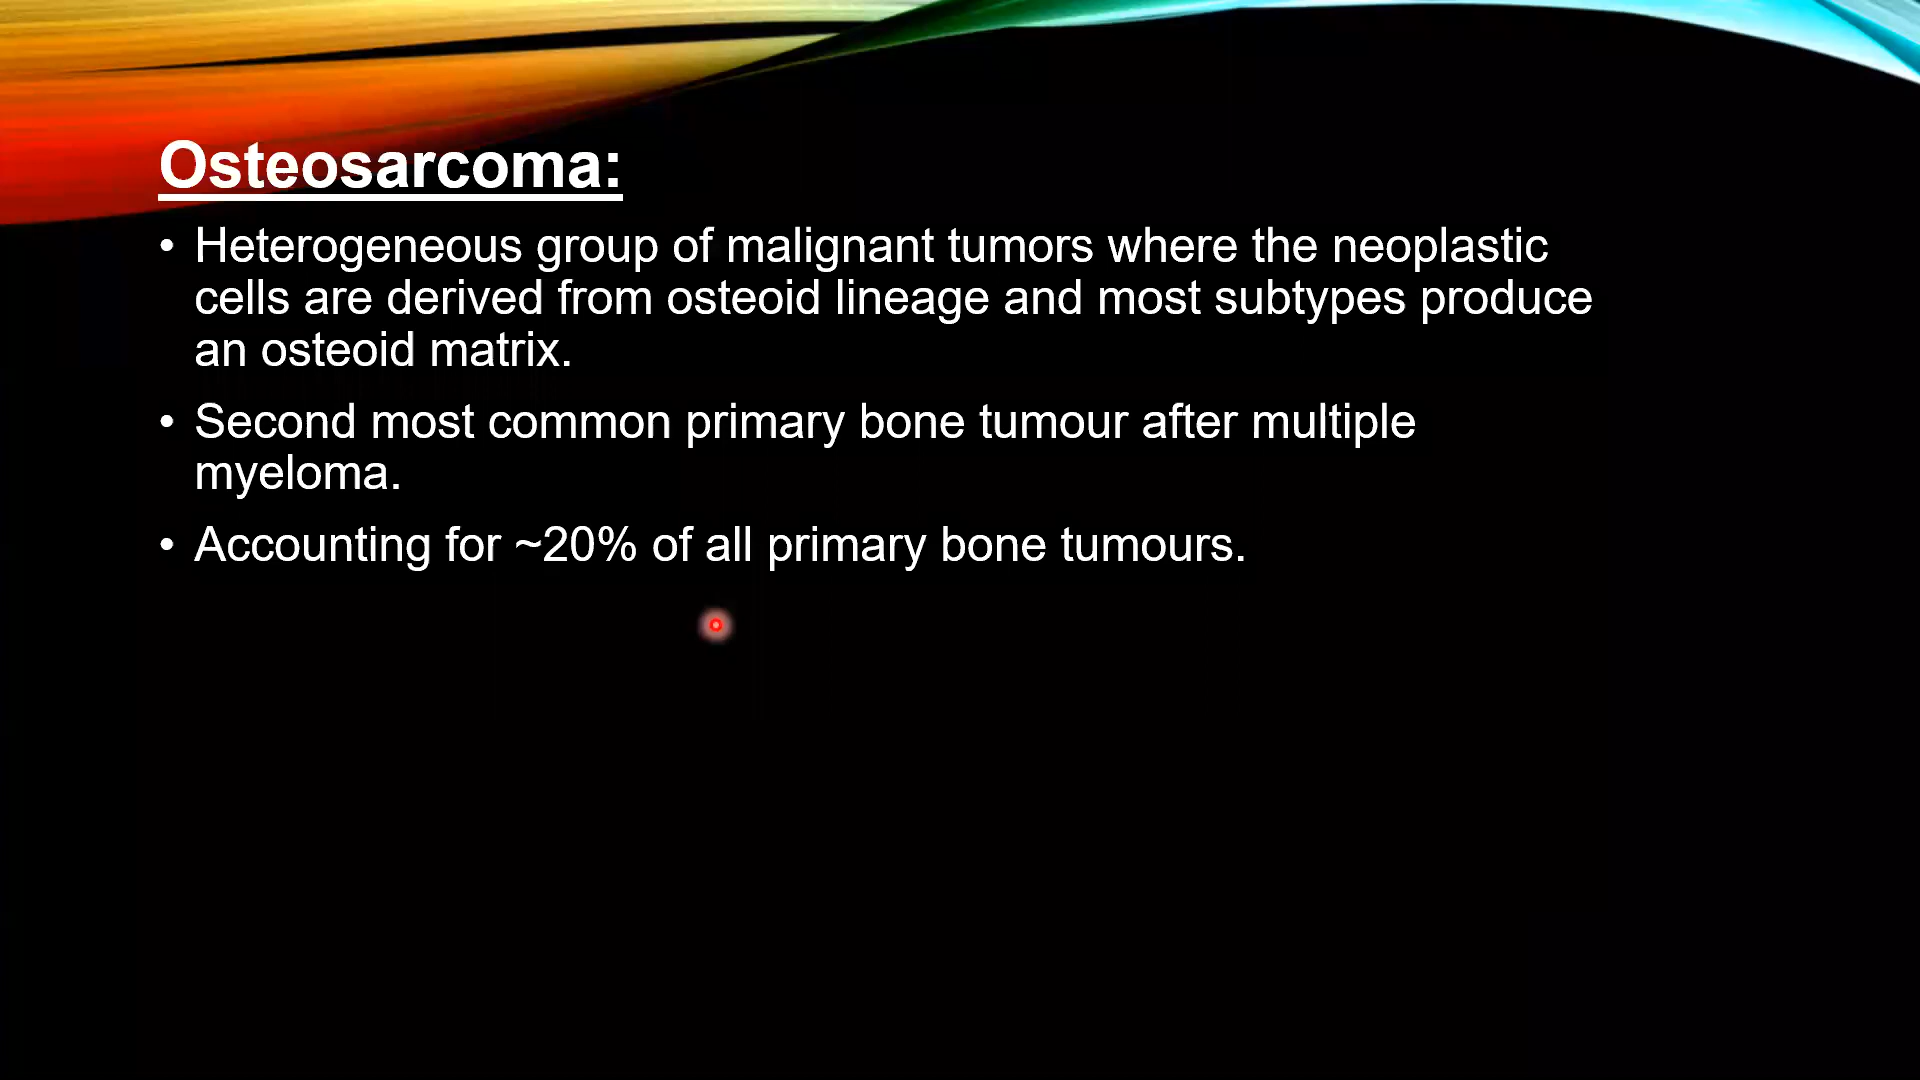 Osteosarcoma:
• Heterogeneous group of malignant tumors where the neoplastic
cells are derived from osteoid lineage and most subtypes produce
an osteoid matrix.
• Second most common primary bone tumour after multiple
myeloma.
• Accounting for ~20% of all primary bone tumours.